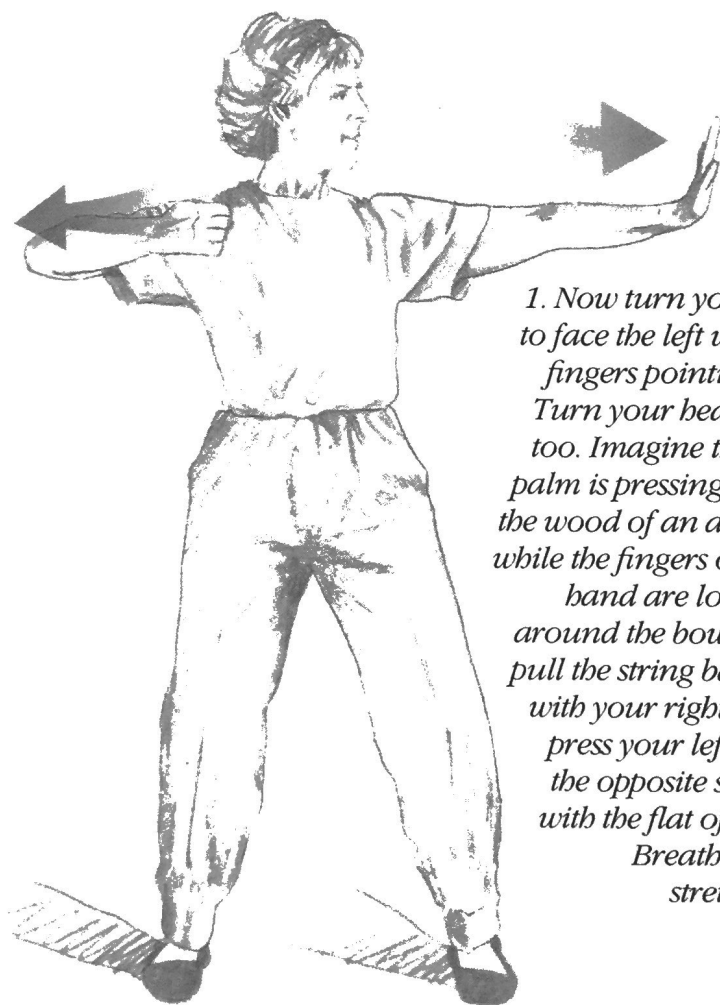 1. Now turn yo
to face the left w
fingers pointi
Turn your hea
too. Imagine t
palm is pressing
the wood of an a
while the fingers o
hand are lo
around the bow
pull the string ba
with your right
press your lef
the opposite s
with the flat of
Breath
stret